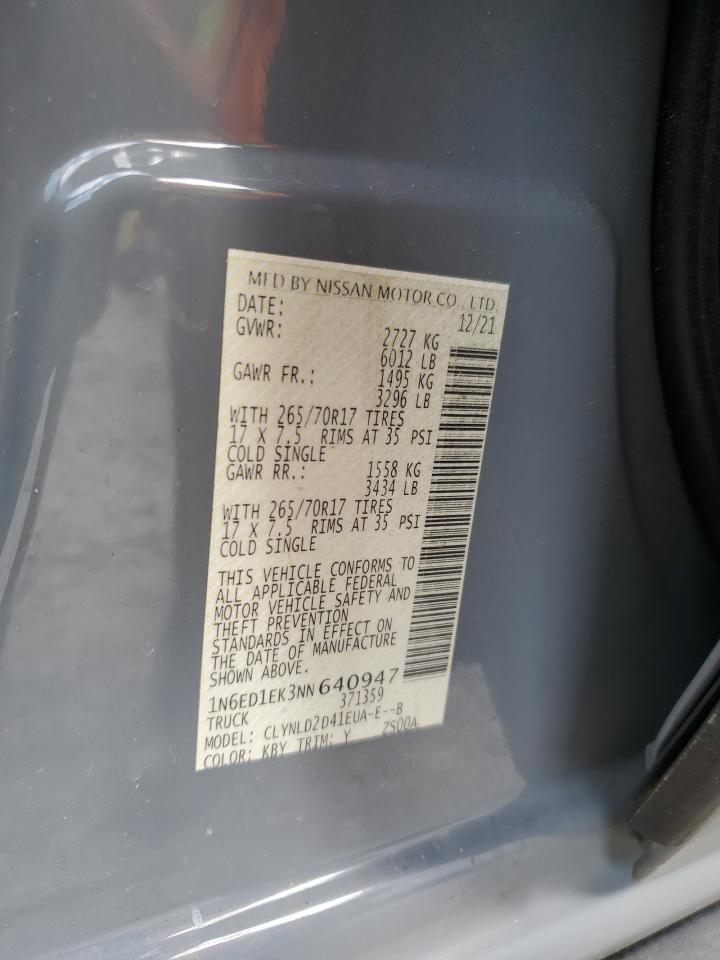 MFD BY NISSAN MOTOR CO., LTD.
DATE: 12/21
GVWR: 2727 KG
6012 LB
GAWR FR.: 1495 KG
3296 LB
WITH 265/70R17 TIRES
17 X 7.5 RIMS AT 35 PSI
COLD SINGLE
GAWR RR.: 1558 KG
3434 LB
WITH 265/70R17 TIRES
17 X 7.5 RIMS AT 35 PSI
COLD SINGLE
THIS VEHICLE CONFORMS TO
ALL APPLICABLE FEDERAL
MOTOR VEHICLE SAFETY AND
THEFT PREVENTION
STANDARDS IN EFFECT ON
THE DATE OF MANUFACTURE
SHOWN ABOVE.
1N6ED1EK3NN640947
TRUCK 371359
MODEL: CLYNLD2D41EUA-E--B
COLOR: KBY TRIM: Y ZS00A